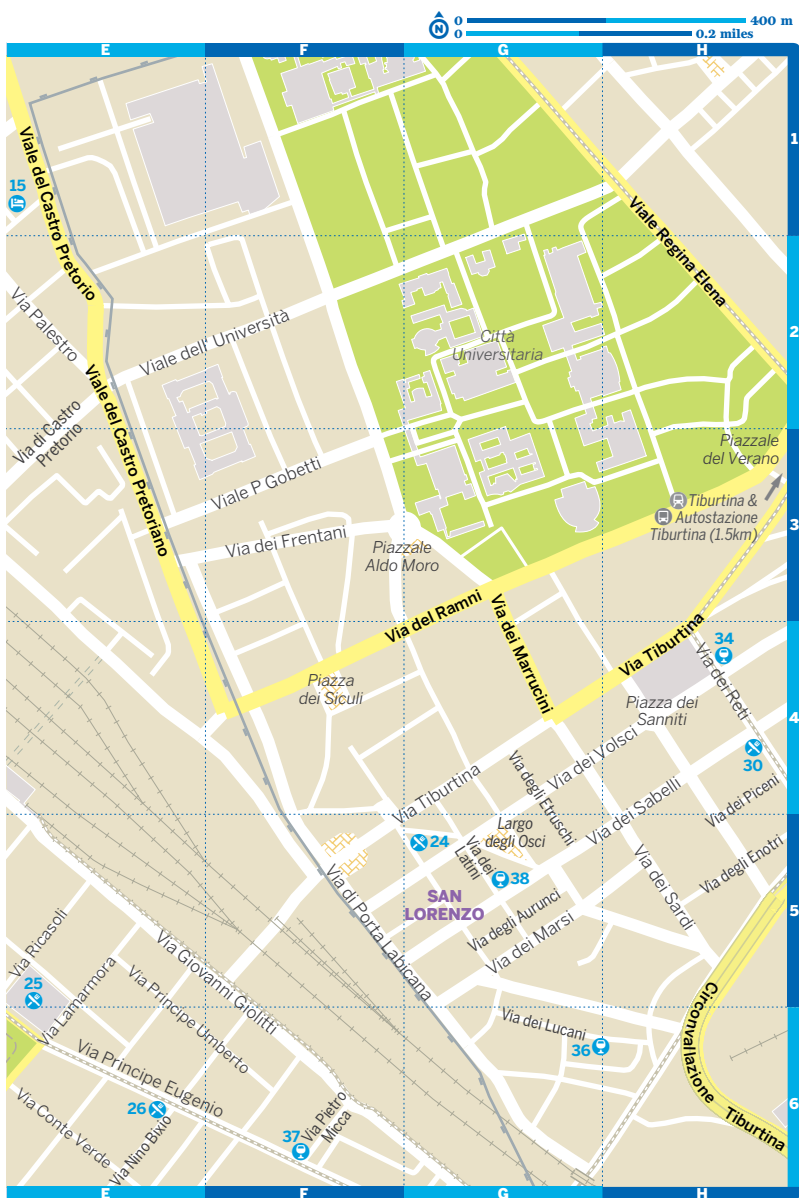 0 400 m
N 0 0.2 miles
E F G H
1
15
Viale del Castro Pretorio
Viale Regina Elena
Via Palestro
Viale dell' Università
Città
Universitaria
2
Via di Castro
Pretorio
Viale del Castro Pretoriano
Viale P Gobetti
Piazzale
del Verano
Via dei Frentani
Piazzale
Aldo Moro
Tiburtina &
Autostazione
Tiburtina (1.5km)
3
Via del Ramni
Via dei Marrucini
Via Tiburtina
34
Via dei Reti
Piazza
dei Siculi
Piazza dei
Sanniti
4
30
Via dei Volsci
Via degli Etruschi
Via Tiburtina
Via dei Sabelli
Via dei Piceni
24
Largo
degli Osci
Via dei
Latini
38
Via dei Sardi
Via degli Enotri
SAN
LORENZO
Via di Porta Labicana
Via degli Aurunci
Via dei Marsi
5
Via Ricasoli
25
Via Lamarmora
Via Giovanni Giolitti
Via Principe Umberto
Via dei Lucani
36
Circonvallazione Tiburtina
Via Principe Eugenio
26
Via Conte Verde
Via Nino Bixio
37
Via Pietro
Micca
6
E F G H